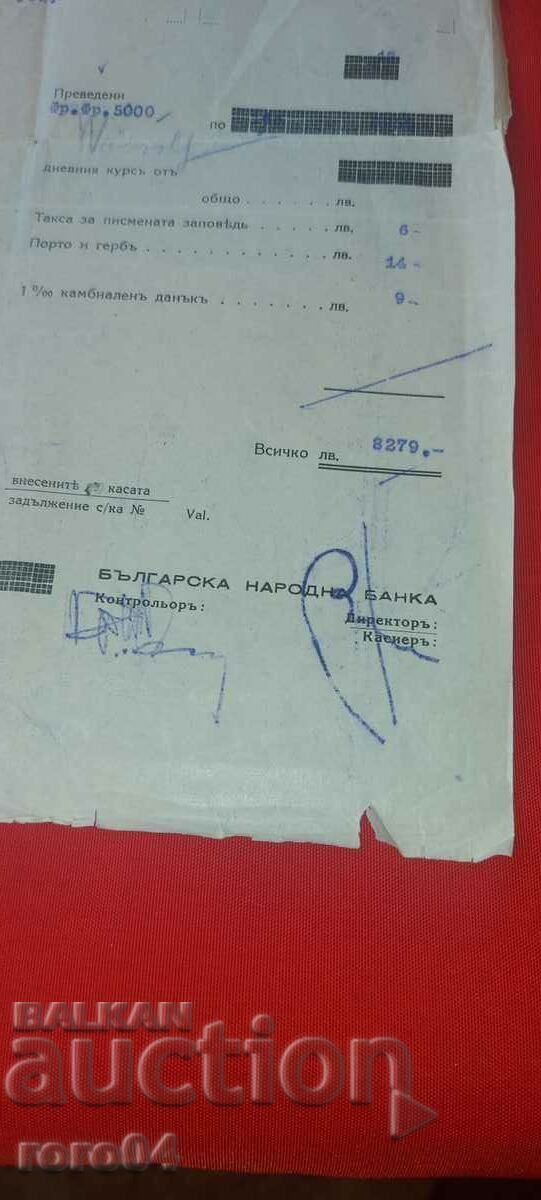 Преведени
Фр.Фр.5000
по
дневния курсъ отъ
общо . . . . . . лв.
Такса за писмената заповѣдь . . . . . лв. 6-
Порто и гербъ . . . . . . . . . . лв. 14-
1 ‰ камбиаленъ данъкъ . . . . . . . лв. 9-
Всичко лв. 8279.-
внесенитѣ касата
задължение с/ка № Val.
БЪЛГАРСКА НАРОДНА БАНКА
Контрольоръ:
Директоръ:
Касиеръ:
BALKAN
auction
roro04